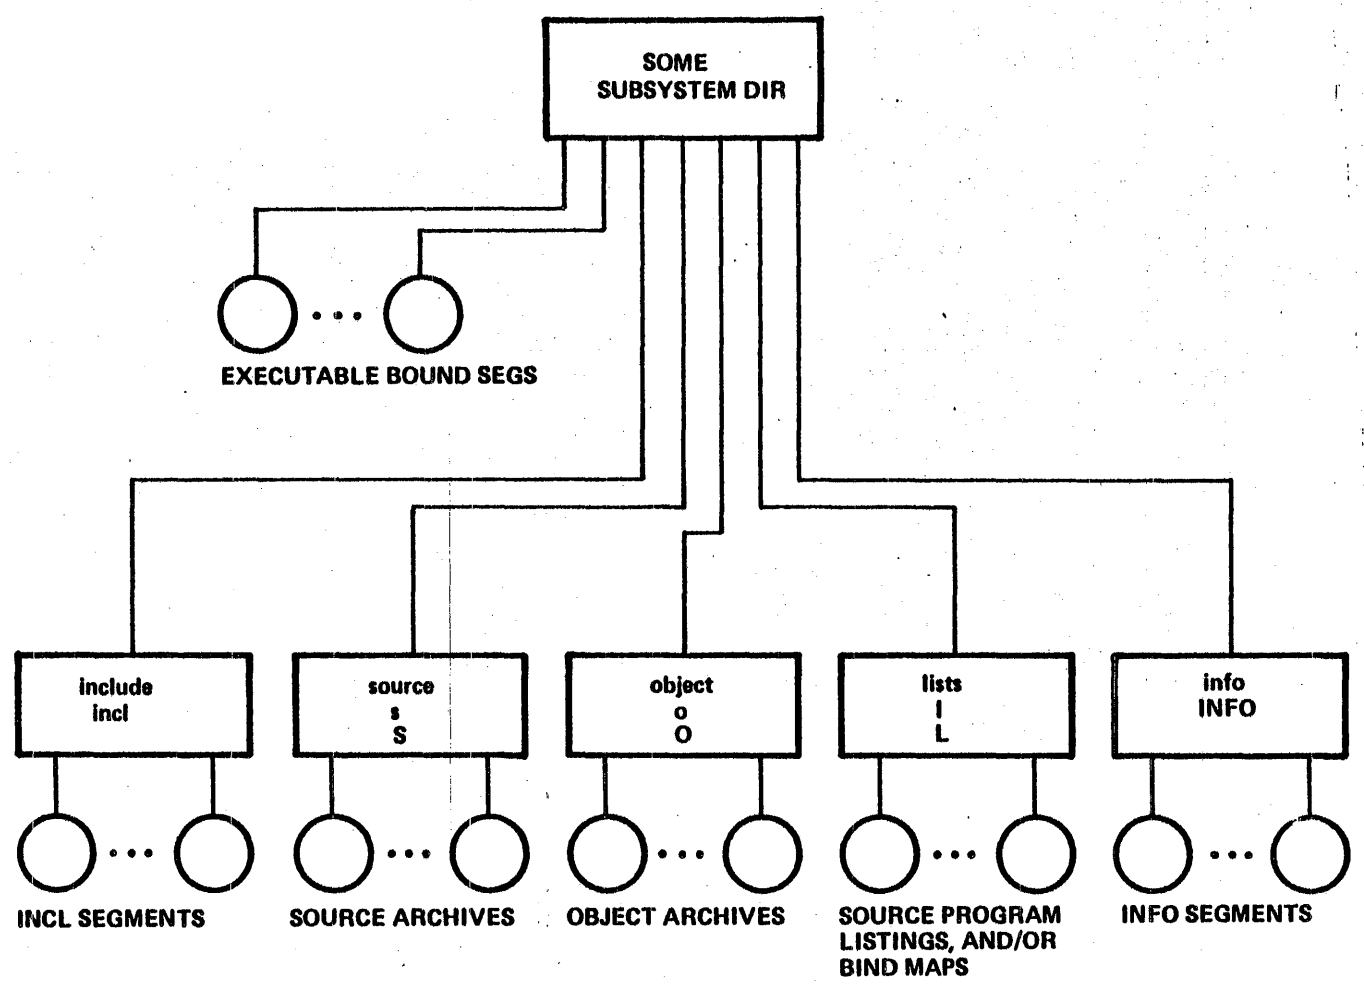 SOME
SUBSYSTEM DIR
EXECUTABLE BOUND SEGS
include
incl
source
s
S
object
o
O
lists
l
L
info
INFO
INCL SEGMENTS
SOURCE ARCHIVES
OBJECT ARCHIVES
SOURCE PROGRAM
LISTINGS, AND/OR
BIND MAPS
INFO SEGMENTS